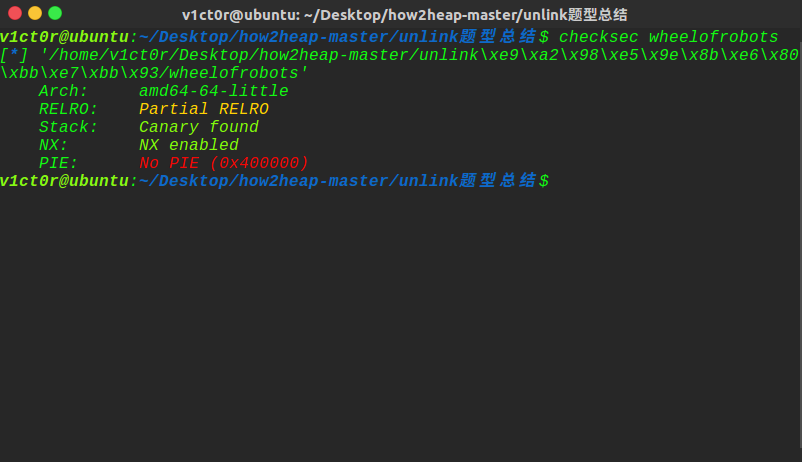 v1ct0r@ubuntu: ~/Desktop/how2heap-master/unlink题型总结
v1ct0r@ubuntu:~/Desktop/how2heap-master/unlink题型总结$ checksec wheelofrobots
[*] '/home/v1ct0r/Desktop/how2heap-master/unlink\xe9\xa2\x98\xe5\x9e\x8b\xe6\x80
\xbb\xe7\xbb\x93/wheelofrobots'
    Arch:     amd64-64-little
    RELRO:    Partial RELRO
    Stack:    Canary found
    NX:       NX enabled
    PIE:      No PIE (0x400000)
v1ct0r@ubuntu:~/Desktop/how2heap-master/unlink题型总结$